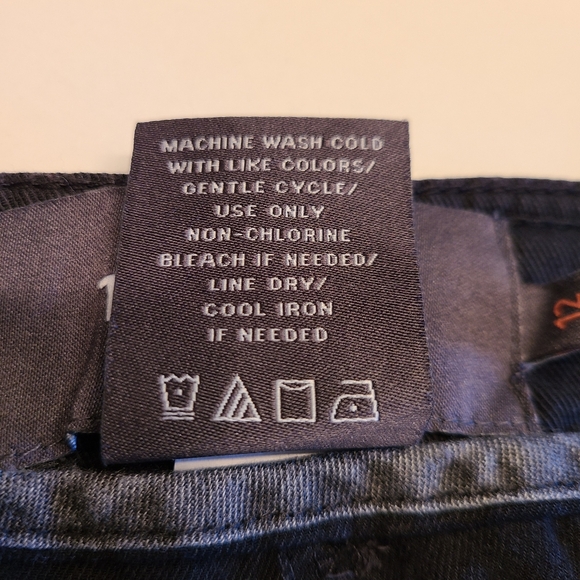 MACHINE WASH COLD
WITH LIKE COLORS/
GENTLE CYCLE/
USE ONLY
NON-CHLORINE
BLEACH IF NEEDED/
LINE DRY/
COOL IRON
IF NEEDED
12